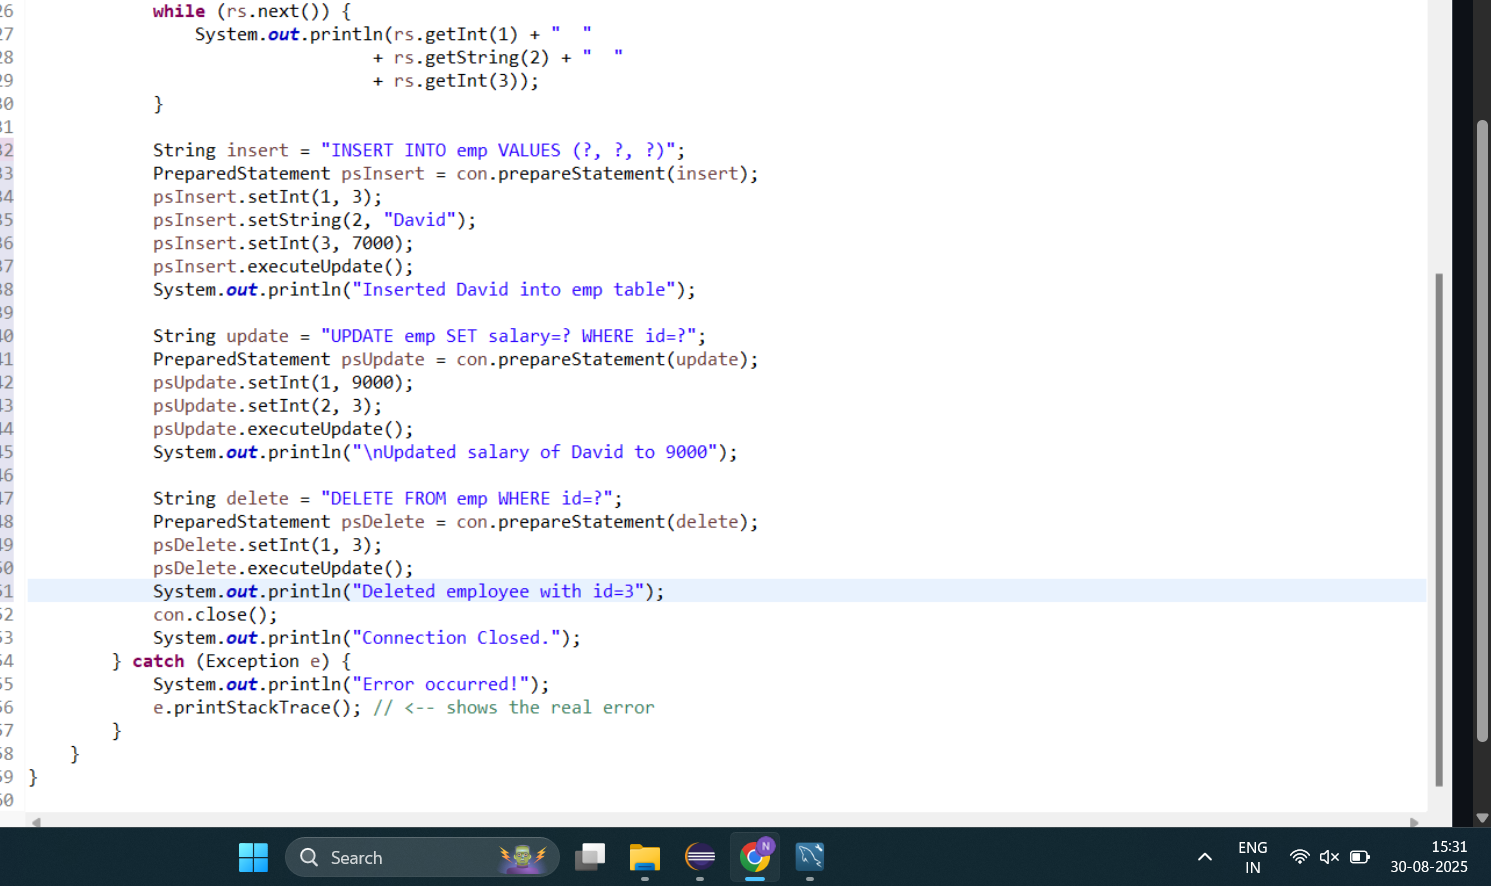 26 while (rs.next()) {
27 System.out.println(rs.getInt(1) + "  "
28 + rs.getString(2) + "  "
29 + rs.getInt(3));
30 }
31
32 String insert = "INSERT INTO emp VALUES (?, ?, ?)";
33 PreparedStatement psInsert = con.prepareStatement(insert);
34 psInsert.setInt(1, 3);
35 psInsert.setString(2, "David");
36 psInsert.setInt(3, 7000);
37 psInsert.executeUpdate();
38 System.out.println("Inserted David into emp table");
39
40 String update = "UPDATE emp SET salary=? WHERE id=?";
41 PreparedStatement psUpdate = con.prepareStatement(update);
42 psUpdate.setInt(1, 9000);
43 psUpdate.setInt(2, 3);
44 psUpdate.executeUpdate();
45 System.out.println("\nUpdated salary of David to 9000");
46
47 String delete = "DELETE FROM emp WHERE id=?";
48 PreparedStatement psDelete = con.prepareStatement(delete);
49 psDelete.setInt(1, 3);
50 psDelete.executeUpdate();
51 System.out.println("Deleted employee with id=3");
52 con.close();
53 System.out.println("Connection Closed.");
54 } catch (Exception e) {
55 System.out.println("Error occurred!");
56 e.printStackTrace(); // <-- shows the real error
57 }
58 }
59 }
60
Search
N
ENG
IN
15:31
30-08-2025